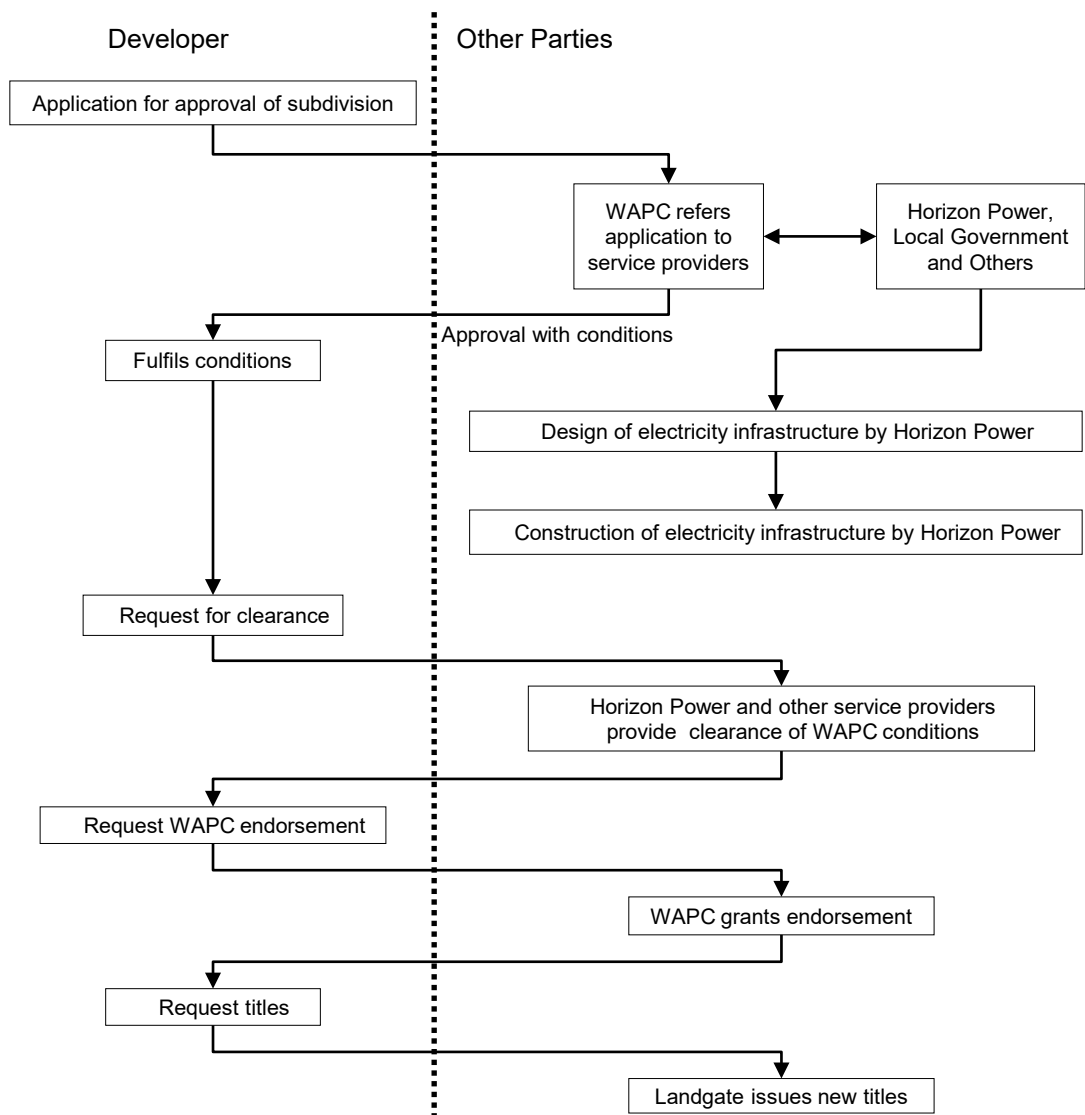 Developer
Other Parties
Application for approval of subdivision
WAPC refers
application to
service providers
Horizon Power,
Local Government
and Others
Approval with conditions
Fulfils conditions
Design of electricity infrastructure by Horizon Power
Construction of electricity infrastructure by Horizon Power
Request for clearance
Horizon Power and other service providers
provide clearance of WAPC conditions
Request WAPC endorsement
WAPC grants endorsement
Request titles
Landgate issues new titles